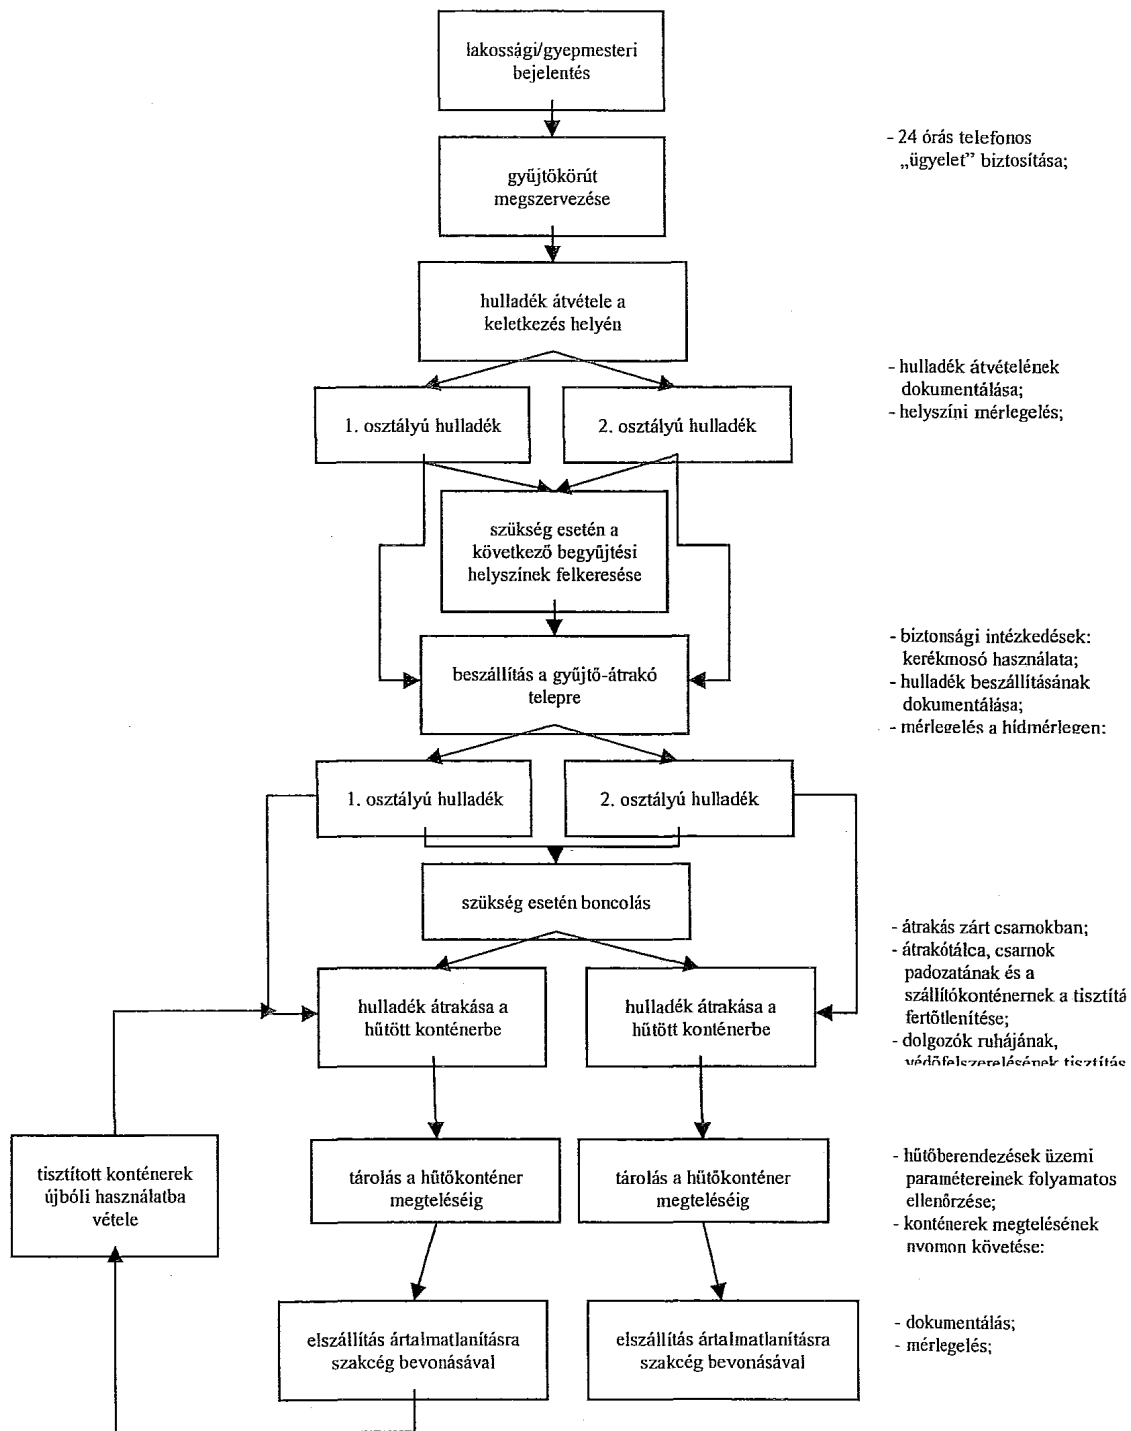 lakossági/gyepmesteri
bejelentés
- 24 órás telefonos
„ügyelet” biztosítása;
gyűjtőkörút
megszervezése
hulladék átvétele a
keletkezés helyén
- hulladék átvételének
dokumentálása;
- helyszíni mérlegelés;
1. osztályú hulladék
2. osztályú hulladék
szükség esetén a
következő begyűjtési
helyszínek felkeresése
- biztonsági intézkedések:
kerékmosó használata;
- hulladék beszállításának
dokumentálása;
- mérlegelés a hídmérlegen:
beszállítás a gyűjtő-átrakó
telepre
1. osztályú hulladék
2. osztályú hulladék
szükség esetén boncolás
- átrakás zárt csarnokban;
- átrakótálca, csarnok
padozatának és a
szállítókonténernek a tisztítá
fertőtlenítése;
- dolgozók ruhájának,
védőfelszerelésének tisztítás
hulladék átrakása a
hűtött konténerbe
hulladék átrakása a
hűtött konténerbe
tisztított konténerek
újbóli használatba
vétele
tárolás a hűtőkonténer
megteléséig
tárolás a hűtőkonténer
megteléséig
- hűtőberendezések üzemi
paramétereinek folyamatos
ellenőrzése;
- konténerek megtelésének
nyomon követése:
elszállítás ártalmatlanításra
szakcég bevonásával
elszállítás ártalmatlanításra
szakcég bevonásával
- dokumentálás;
- mérlegelés;